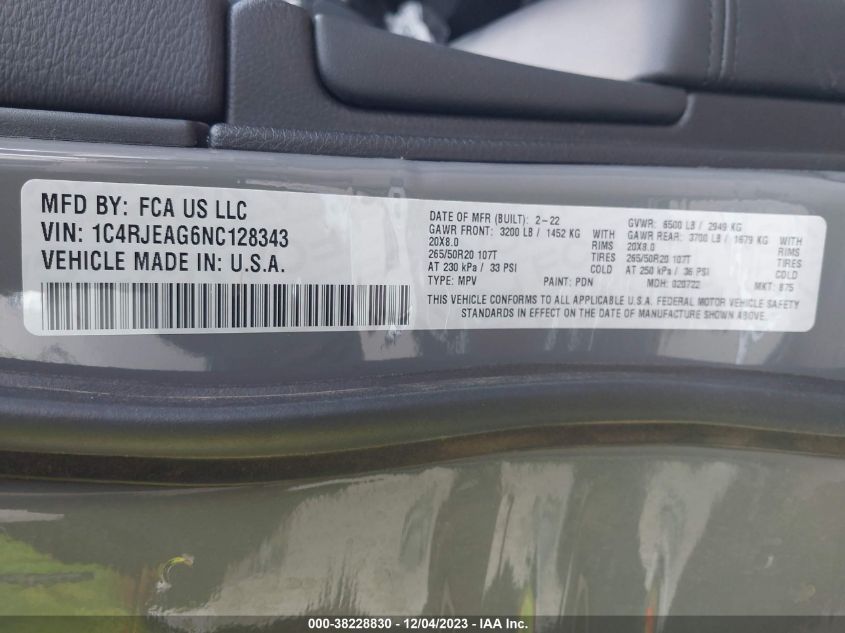 MFD BY: FCA US LLC
VIN: 1C4RJEAG6NC128343
VEHICLE MADE IN: U.S.A.
DATE OF MFR (BUILT): 2-22
GAWR FRONT: 3200 LB / 1452 KG WITH
20X8.0 RIMS
265/50R20 107T TIRES
AT 230 kPa / 33 PSI COLD
TYPE: MPV PAINT: PDN
GVWR: 6500 LB / 2949 KG
GAWR REAR: 3700 LB / 1679 KG WITH
20X8.0 RIMS
265/50R20 107T TIRES
AT 250 kPa / 36 PSI COLD
MDH: 020722 MKT: 875
THIS VEHICLE CONFORMS TO ALL APPLICABLE U.S.A. FEDERAL MOTOR VEHICLE SAFETY
STANDARDS IN EFFECT ON THE DATE OF MANUFACTURE SHOWN ABOVE.
000-38228830 - 12/04/2023 - IAA Inc.